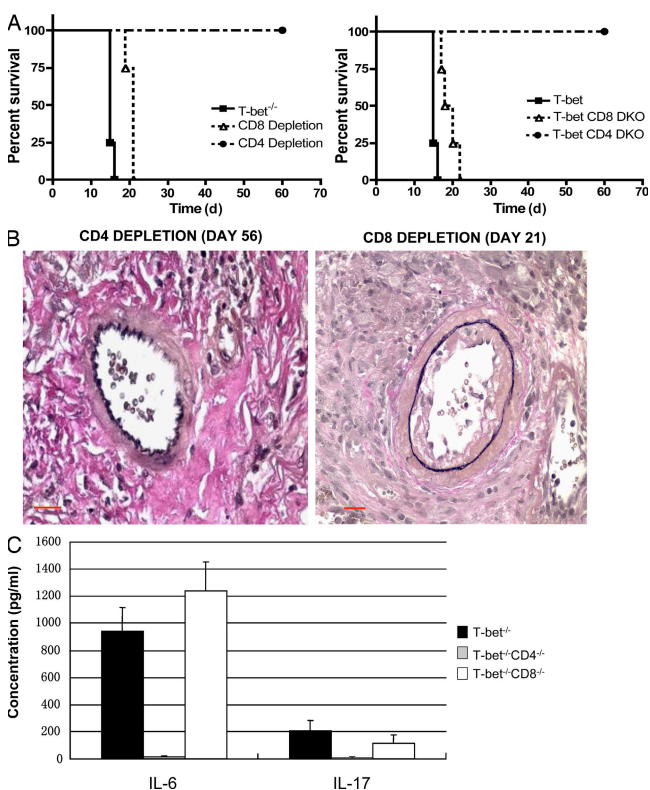 A
Percent survival
100
75
50
25
0
0 10 20 30 40 50 60 70
Time (d)
T-bet-/-
CD8 Depletion
CD4 Depletion
Percent survival
100
75
50
25
0
0 10 20 30 40 50 60 70
Time (d)
T-bet
T-bet CD8 DKO
T-bet CD4 DKO
B
CD4 DEPLETION (DAY 56)
CD8 DEPLETION (DAY 21)
C
Concentration (pg/ml)
1600
1400
1200
1000
800
600
400
200
0
IL-6
IL-17
T-bet-/-
T-bet-/-CD4-/-
T-bet-/-CD8-/-